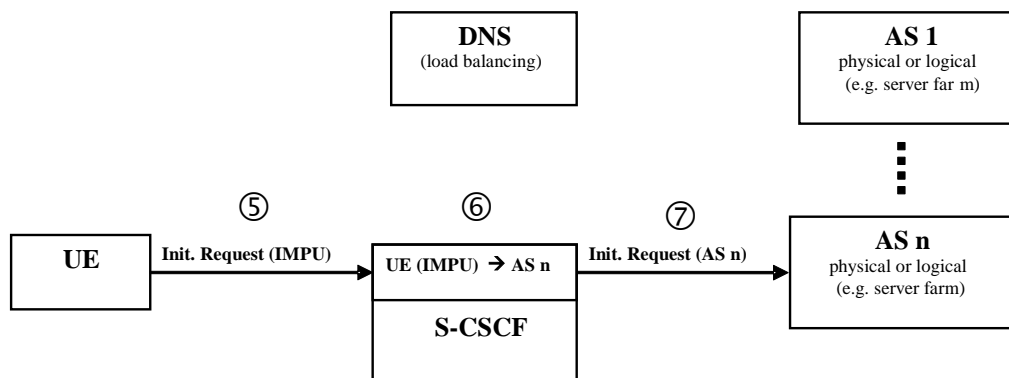 DNS
(load balancing)
AS 1
physical or logical
(e.g. server far m)
⑤
⑥
⑦
UE
Init. Request (IMPU)
UE (IMPU) → AS n
Init. Request (AS n)
AS n
physical or logical
(e.g. server farm)
S-CSCF